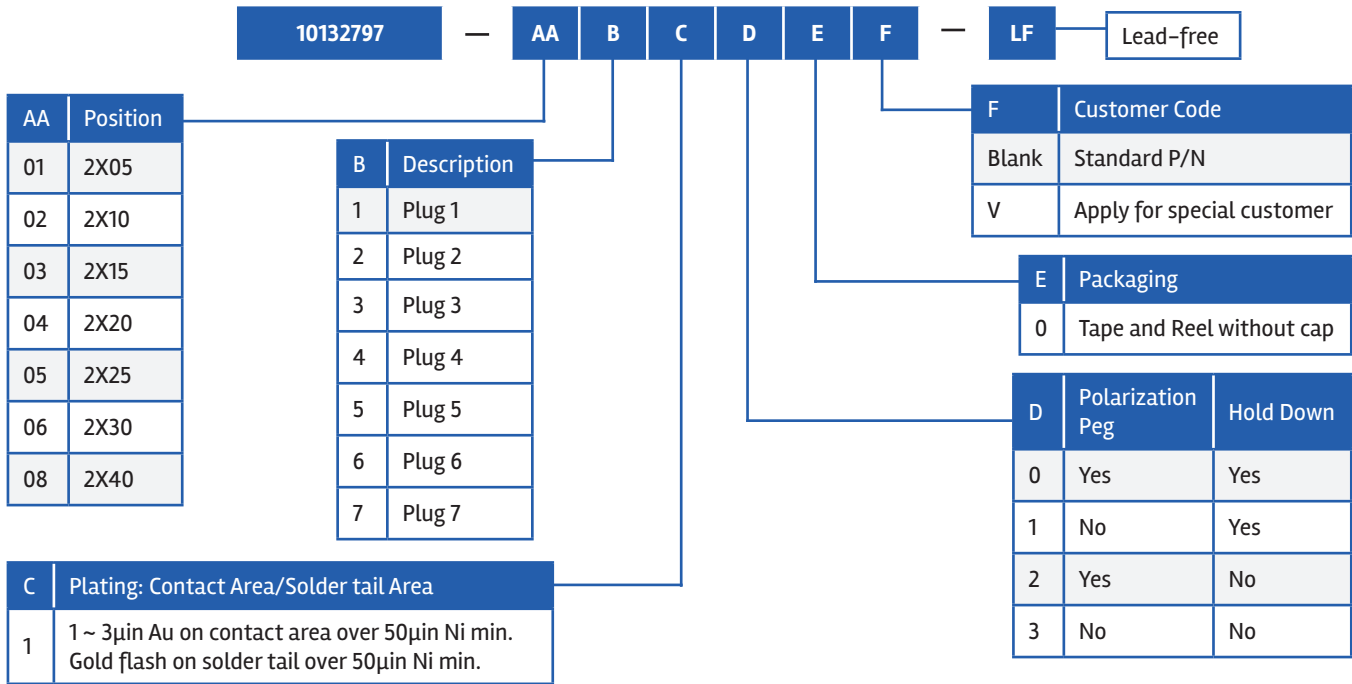 10132797 — AA B C D E F — LF Lead-free
AA Position
01 2X05
02 2X10
03 2X15
04 2X20
05 2X25
06 2X30
08 2X40
B Description
1 Plug 1
2 Plug 2
3 Plug 3
4 Plug 4
5 Plug 5
6 Plug 6
7 Plug 7
C Plating: Contact Area/Solder tail Area
1 1 ~ 3µin Au on contact area over 50µin Ni min.
Gold flash on solder tail over 50µin Ni min.
F Customer Code
Blank Standard P/N
V Apply for special customer
E Packaging
0 Tape and Reel without cap
D Polarization
Peg Hold Down
0 Yes Yes
1 No Yes
2 Yes No
3 No No